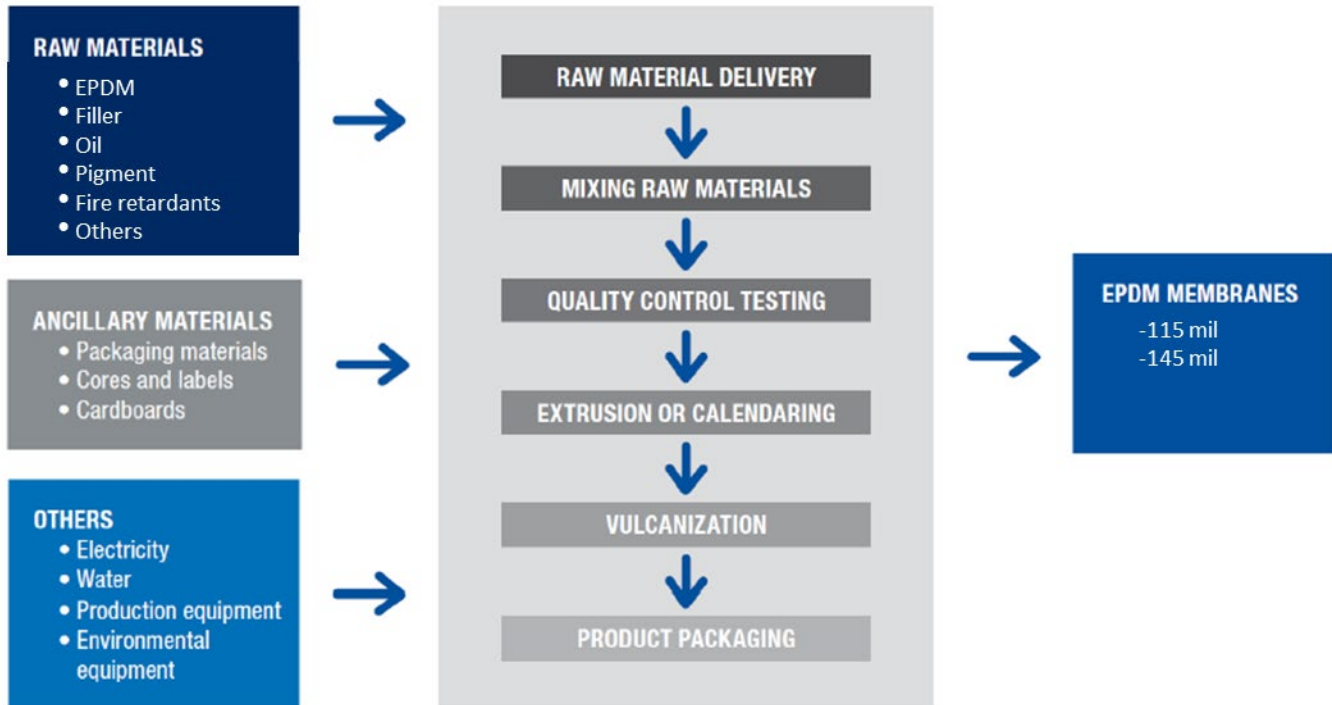 RAW MATERIALS
• EPDM
• Filler
• Oil
• Pigment
• Fire retardants
• Others
ANCILLARY MATERIALS
• Packaging materials
• Cores and labels
• Cardboards
OTHERS
• Electricity
• Water
• Production equipment
• Environmental
equipment
RAW MATERIAL DELIVERY
MIXING RAW MATERIALS
QUALITY CONTROL TESTING
EXTRUSION OR CALENDARING
VULCANIZATION
PRODUCT PACKAGING
EPDM MEMBRANES
-115 mil
-145 mil